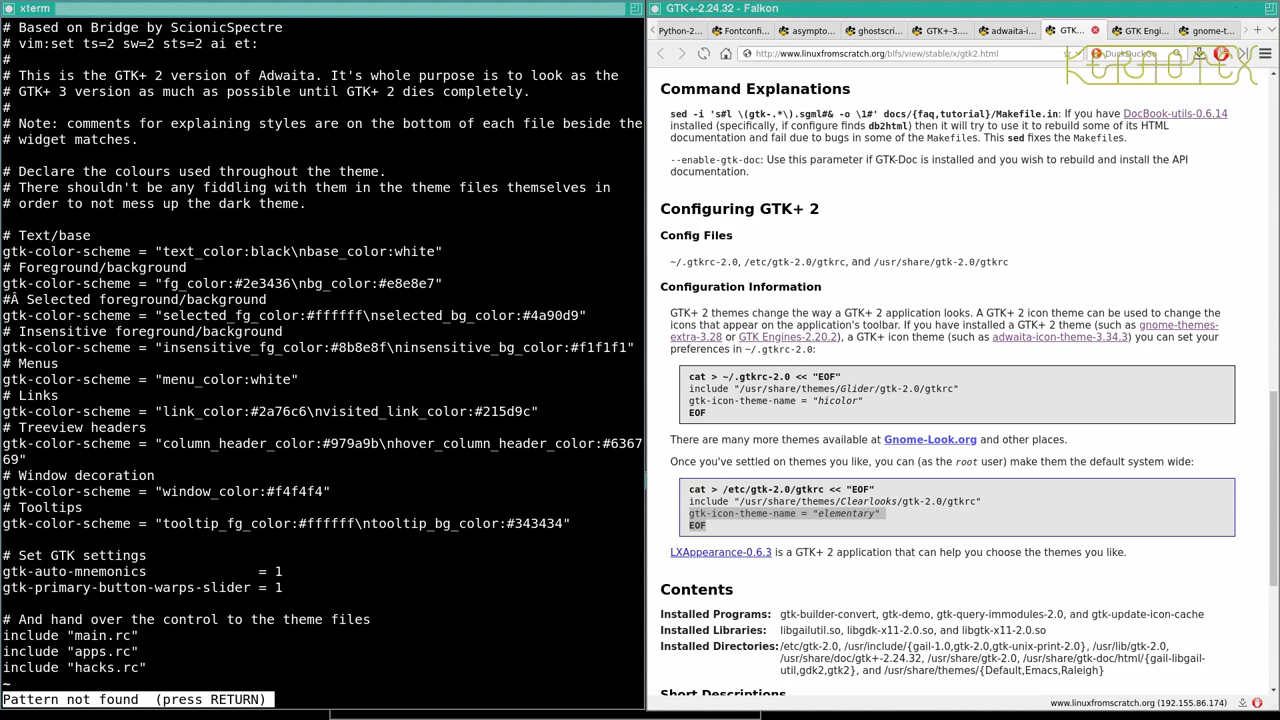 xterm
# Based on Bridge by ScionicSpectre
# vim:set ts=2 sw=2 sts=2 ai et:
#
# This is the GTK+ 2 version of Adwaita. It's whole purpose is to look as the
# GTK+ 3 version as much as possible until GTK+ 2 dies completely.
#
# Note: comments for explaining styles are on the bottom of each file beside the
# widget matches.
# Declare the colours used throughout the theme.
# There shouldn't be any fiddling with them in the theme files themselves in
# order to not mess up the dark theme.
# Text/base
gtk-color-scheme = "text_color:black\nbase_color:white"
# Foreground/background
gtk-color-scheme = "fg_color:#2e3436\nbg_color:#e8e8e7"
#Â Selected foreground/background
gtk-color-scheme = "selected_fg_color:#ffffff\nselected_bg_color:#4a90d9"
# Insensitive foreground/background
gtk-color-scheme = "insensitive_fg_color:#8b8e8f\ninsensitive_bg_color:#f1f1f1"
# Menus
gtk-color-scheme = "menu_color:white"
# Links
gtk-color-scheme = "link_color:#2a76c6\nvisited_link_color:#215d9c"
# Treeview headers
gtk-color-scheme = "column_header_color:#979a9b\nhover_column_header_color:#6367
69"
# Window decoration
gtk-color-scheme = "window_color:#f4f4f4"
# Tooltips
gtk-color-scheme = "tooltip_fg_color:#ffffff\ntooltip_bg_color:#343434"
# Set GTK settings
gtk-auto-mnemonics = 1
gtk-primary-button-warps-slider = 1
# And hand over the control to the theme files
include "main.rc"
include "apps.rc"
include "hacks.rc"
~
Pattern not found (press RETURN)
GTK+-2.24.32 - Falkon
Python-2... Fontconfi... asympto... ghostscri... GTK+-3.... adwaita-i... GTK... GTK Engi... gnome-t...
http://www.linuxfromscratch.org/blfs/view/stable/x/gtk2.html DuckDuckGo
KERNOTEX
Command Explanations
sed -i 's#l \(gtk-.*\).sgml#& -o \1#' docs/{faq,tutorial}/Makefile.in: If you have DocBook-utils-0.6.14
installed (specifically, if configure finds db2html) then it will try to use it to rebuild some of its HTML
documentation and fail due to bugs in some of the Makefiles. This sed fixes the Makefiles.
--enable-gtk-doc: Use this parameter if GTK-Doc is installed and you wish to rebuild and install the API
documentation.
Configuring GTK+ 2
Config Files
~/.gtkrc-2.0, /etc/gtk-2.0/gtkrc, and /usr/share/gtk-2.0/gtkrc
Configuration Information
GTK+ 2 themes change the way a GTK+ 2 application looks. A GTK+ 2 icon theme can be used to change the
icons that appear on the application's toolbar. If you have installed a GTK+ 2 theme (such as gnome-themes-
extra-3.28 or GTK Engines-2.20.2), a GTK+ icon theme (such as adwaita-icon-theme-3.34.3) you can set your
preferences in ~/.gtkrc-2.0:
cat > ~/.gtkrc-2.0 << "EOF"
include "/usr/share/themes/Glider/gtk-2.0/gtkrc"
gtk-icon-theme-name = "hicolor"
EOF
There are many more themes available at Gnome-Look.org and other places.
Once you've settled on themes you like, you can (as the root user) make them the default system wide:
cat > /etc/gtk-2.0/gtkrc << "EOF"
include "/usr/share/themes/Clearlooks/gtk-2.0/gtkrc"
gtk-icon-theme-name = "elementary"
EOF
LXAppearance-0.6.3 is a GTK+ 2 application that can help you choose the themes you like.
Contents
Installed Programs: gtk-builder-convert, gtk-demo, gtk-query-immodules-2.0, and gtk-update-icon-cache
Installed Libraries: libgailutil.so, libgdk-x11-2.0.so, and libgtk-x11-2.0.so
Installed Directories: /etc/gtk-2.0, /usr/include/{gail-1.0,gtk-2.0,gtk-unix-print-2.0}, /usr/lib/gtk-2.0,
/usr/share/doc/gtk+-2.24.32, /usr/share/gtk-2.0, /usr/share/gtk-doc/html/{gail-libgail-
util,gdk2,gtk2}, and /usr/share/themes/{Default,Emacs,Raleigh}
Short Descriptions
www.linuxfromscratch.org (192.155.86.174)